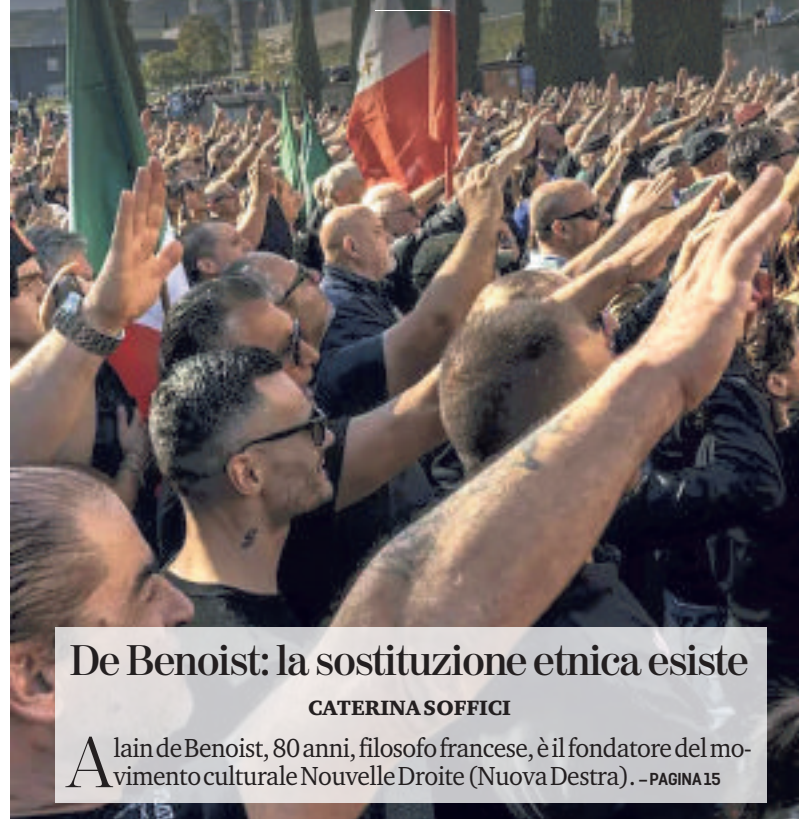 De Benoist: la sostituzione etnica esiste
CATERINA SOFFICI
Alain de Benoist, 80 anni, filosofo francese, è il fondatore del mo-
vimento culturale Nouvelle Droite (Nuova Destra). – PAGINA 15